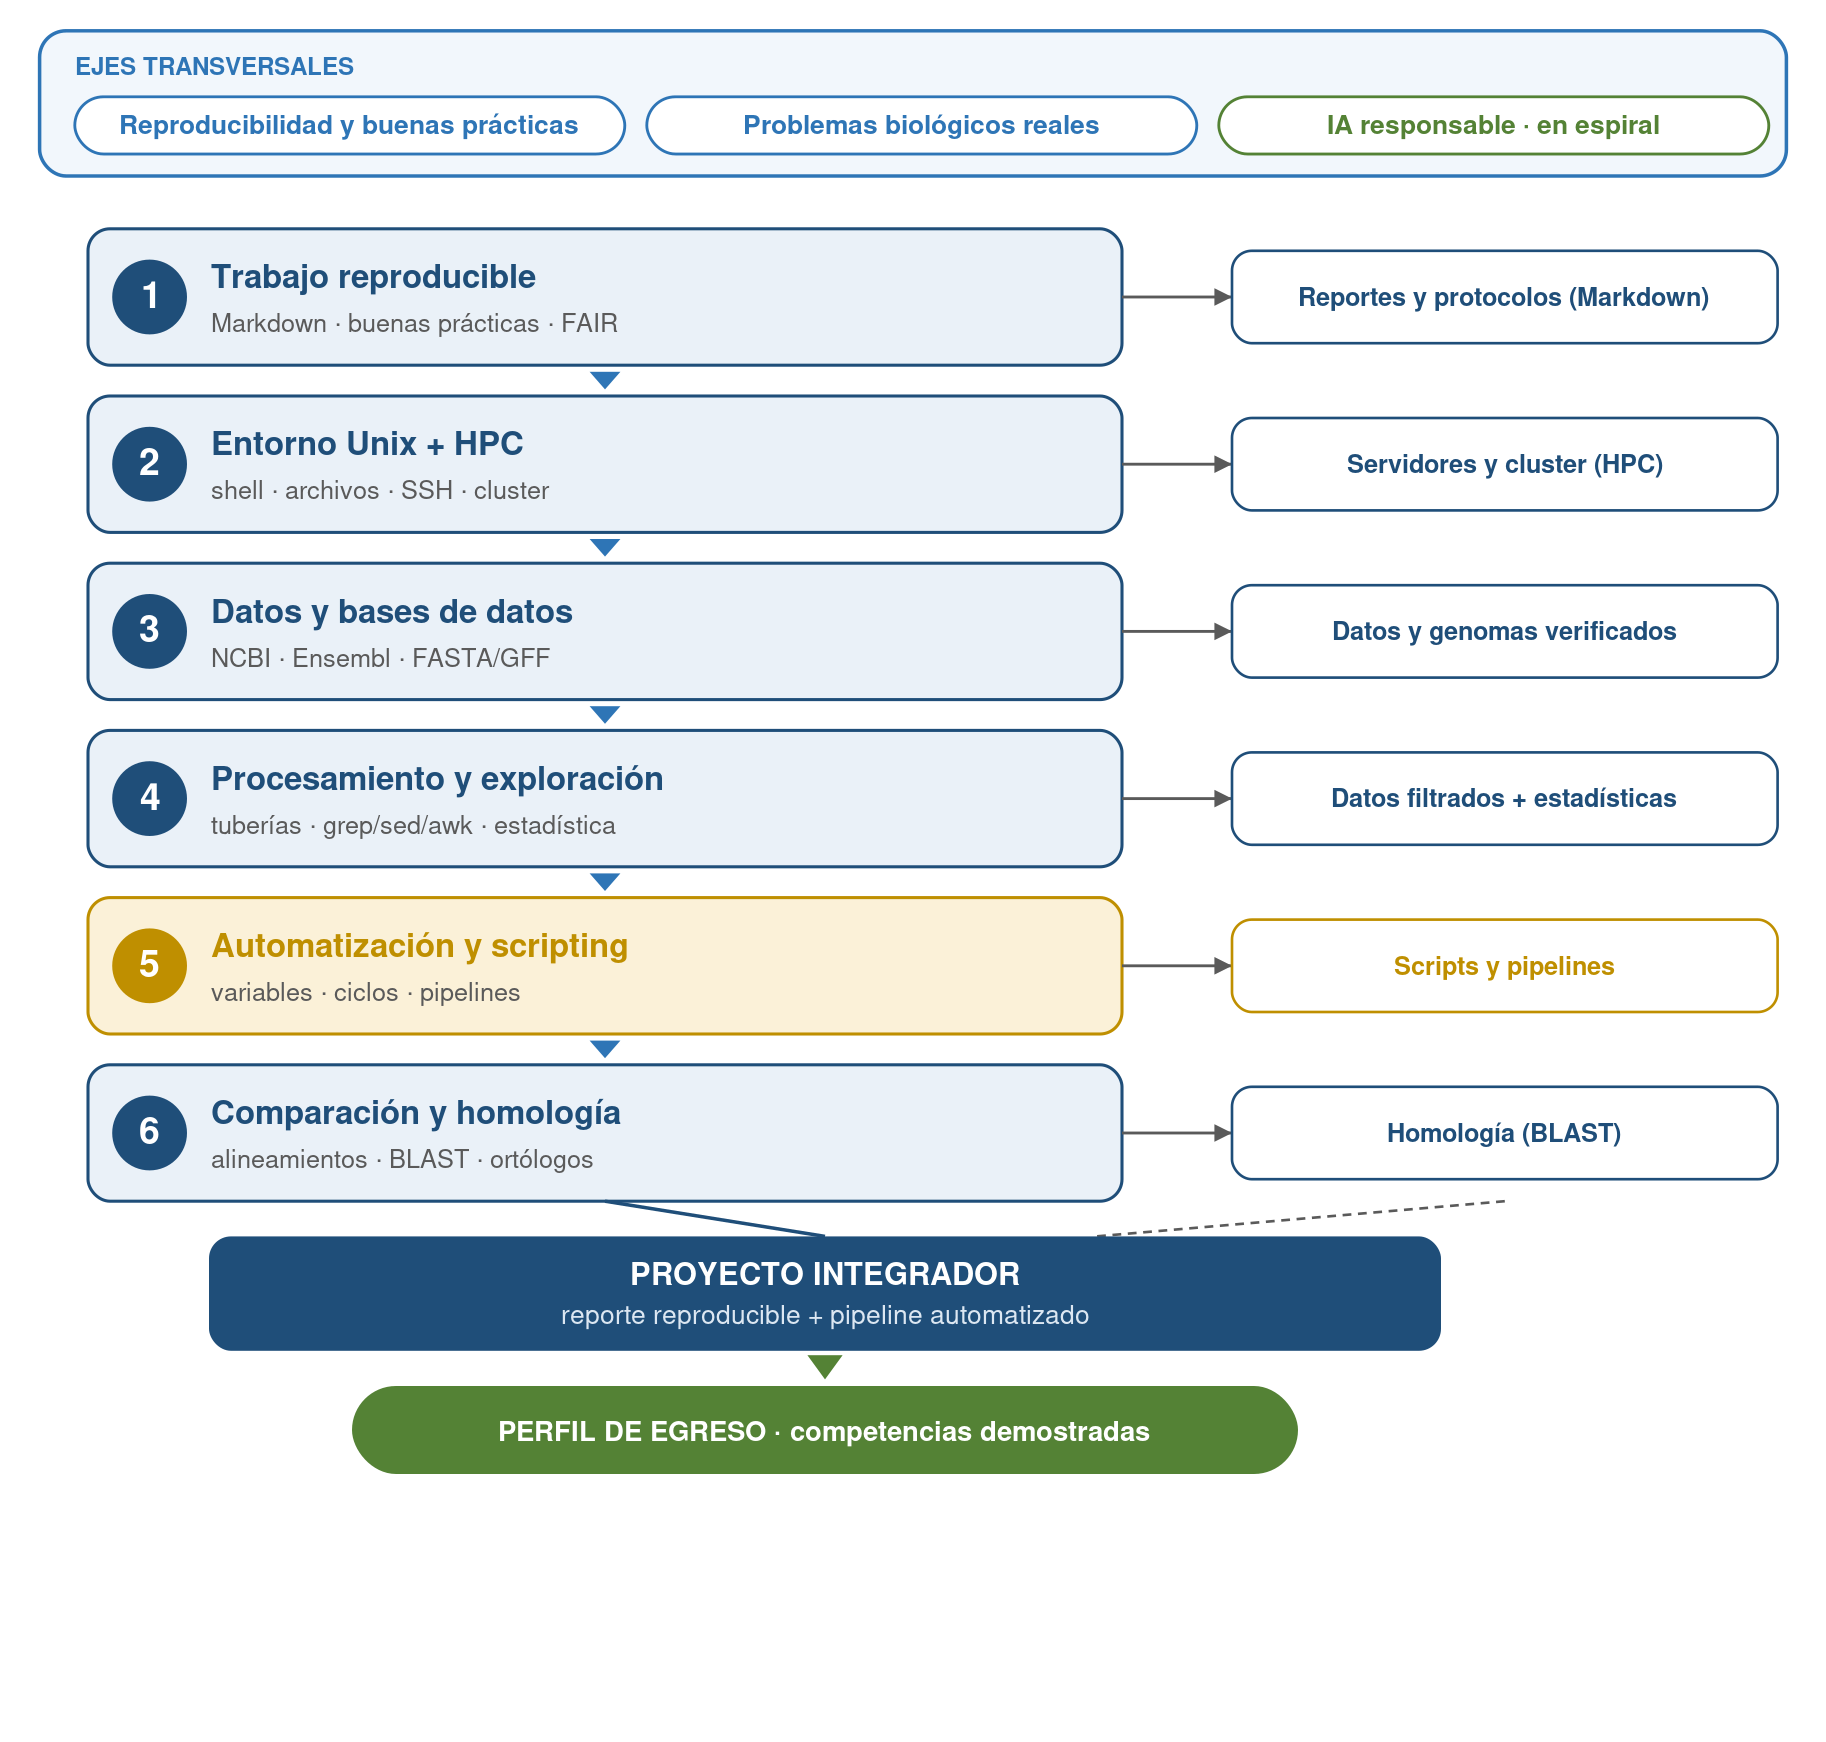 EJES TRANSVERSALES
Reproducibilidad y buenas prácticas
Problemas biológicos reales
IA responsable · en espiral
1
Trabajo reproducible
Markdown · buenas prácticas · FAIR
Reportes y protocolos (Markdown)
2
Entorno Unix + HPC
shell · archivos · SSH · cluster
Servidores y cluster (HPC)
3
Datos y bases de datos
NCBI · Ensembl · FASTA/GFF
Datos y genomas verificados
4
Procesamiento y exploración
tuberías · grep/sed/awk · estadística
Datos filtrados + estadísticas
5
Automatización y scripting
variables · ciclos · pipelines
Scripts y pipelines
6
Comparación y homología
alineamientos · BLAST · ortólogos
Homología (BLAST)
PROYECTO INTEGRADOR
reporte reproducible + pipeline automatizado
PERFIL DE EGRESO · competencias demostradas